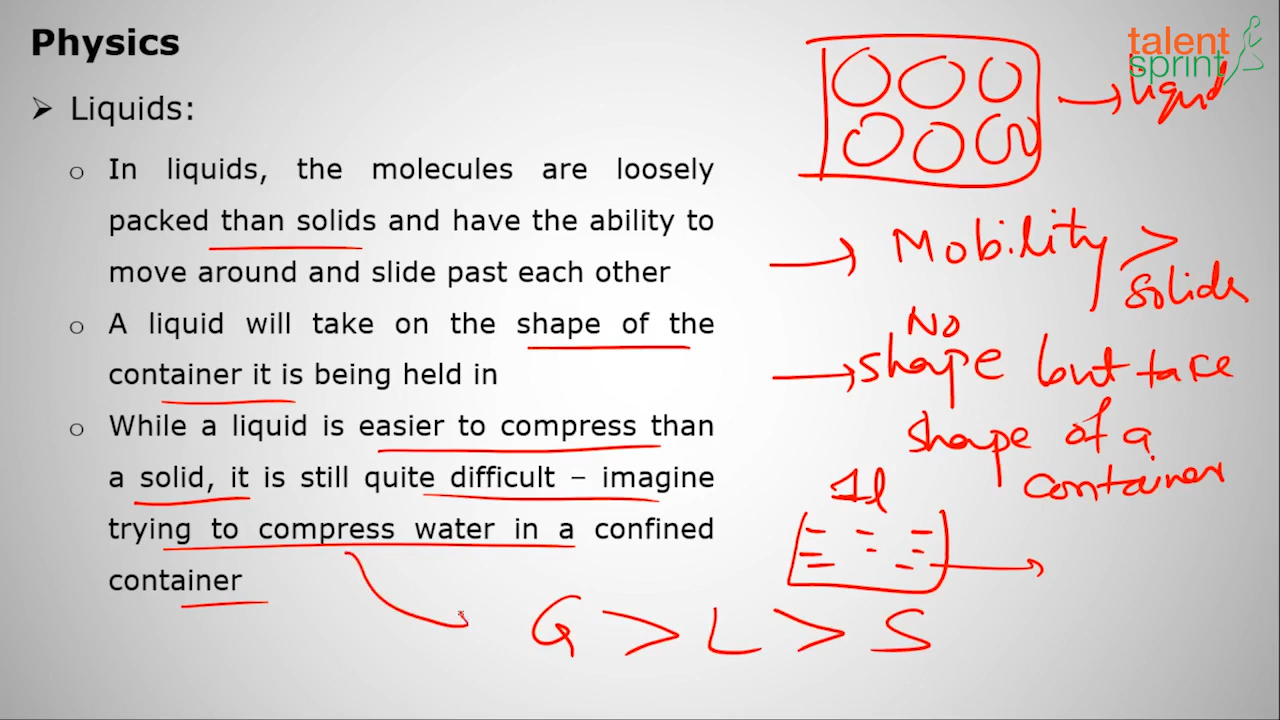 Physics
talent
sprint
➤ Liquids:
liquid
o In liquids, the molecules are loosely
packed than solids and have the ability to
move around and slide past each other
o A liquid will take on the shape of the
container it is being held in
o While a liquid is easier to compress than
a solid, it is still quite difficult – imagine
trying to compress water in a confined
container
→ Mobility >
solids
No
→ shape but take
shape of a
container
1l
G > L > S